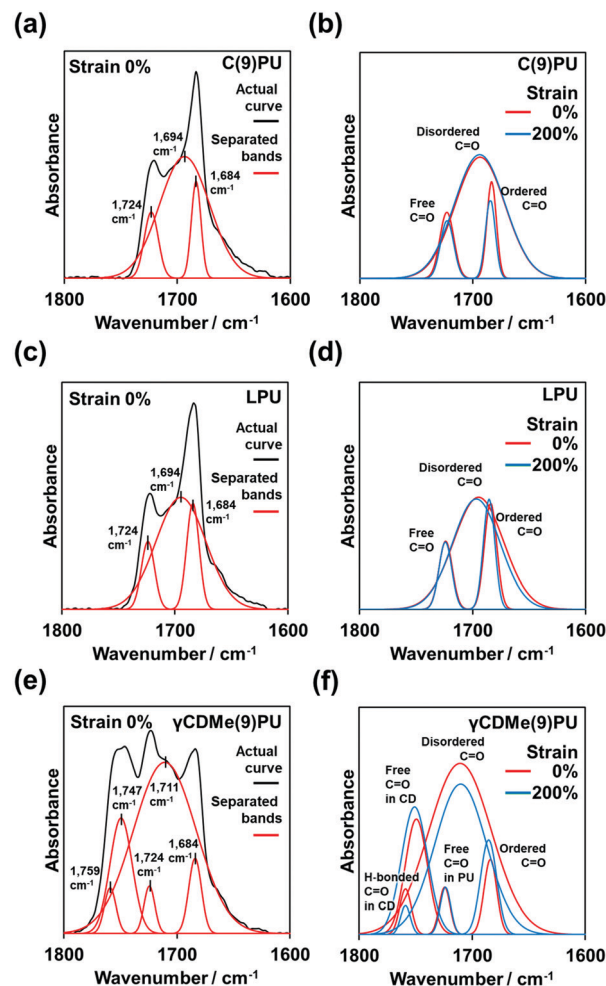 (a)
Strain 0%
C(9)PU
Actual
curve
Separated
bands
1,694
cm-1
1,684
cm-1
1,724
cm-1
Absorbance
1800
1700
1600
Wavenumber / cm-1
(b)
C(9)PU
Strain
0%
200%
Disordered
C=O
Free
C=O
Ordered
C=O
Absorbance
1800
1700
1600
Wavenumber / cm-1
(c)
Strain 0%
LPU
Actual
curve
Separated
bands
1,694
cm-1
1,684
cm-1
1,724
cm-1
Absorbance
1800
1700
1600
Wavenumber / cm-1
(d)
LPU
Strain
0%
200%
Disordered
C=O
Free
C=O
Ordered
C=O
Absorbance
1800
1700
1600
Wavenumber / cm-1
(e)
Strain 0%
γCDMe(9)PU
Actual
curve
Separated
bands
1,747
cm-1
1,711
cm-1
1,759
cm-1
1,724
cm-1
1,684
cm-1
Absorbance
1800
1700
1600
Wavenumber / cm-1
(f)
γCDMe(9)PU
Disordered
C=O
Strain
0%
200%
Free
C=O
in CD
Free
C=O
in PU
Ordered
C=O
H-bonded
C=O
in CD
Absorbance
1800
1700
1600
Wavenumber / cm-1